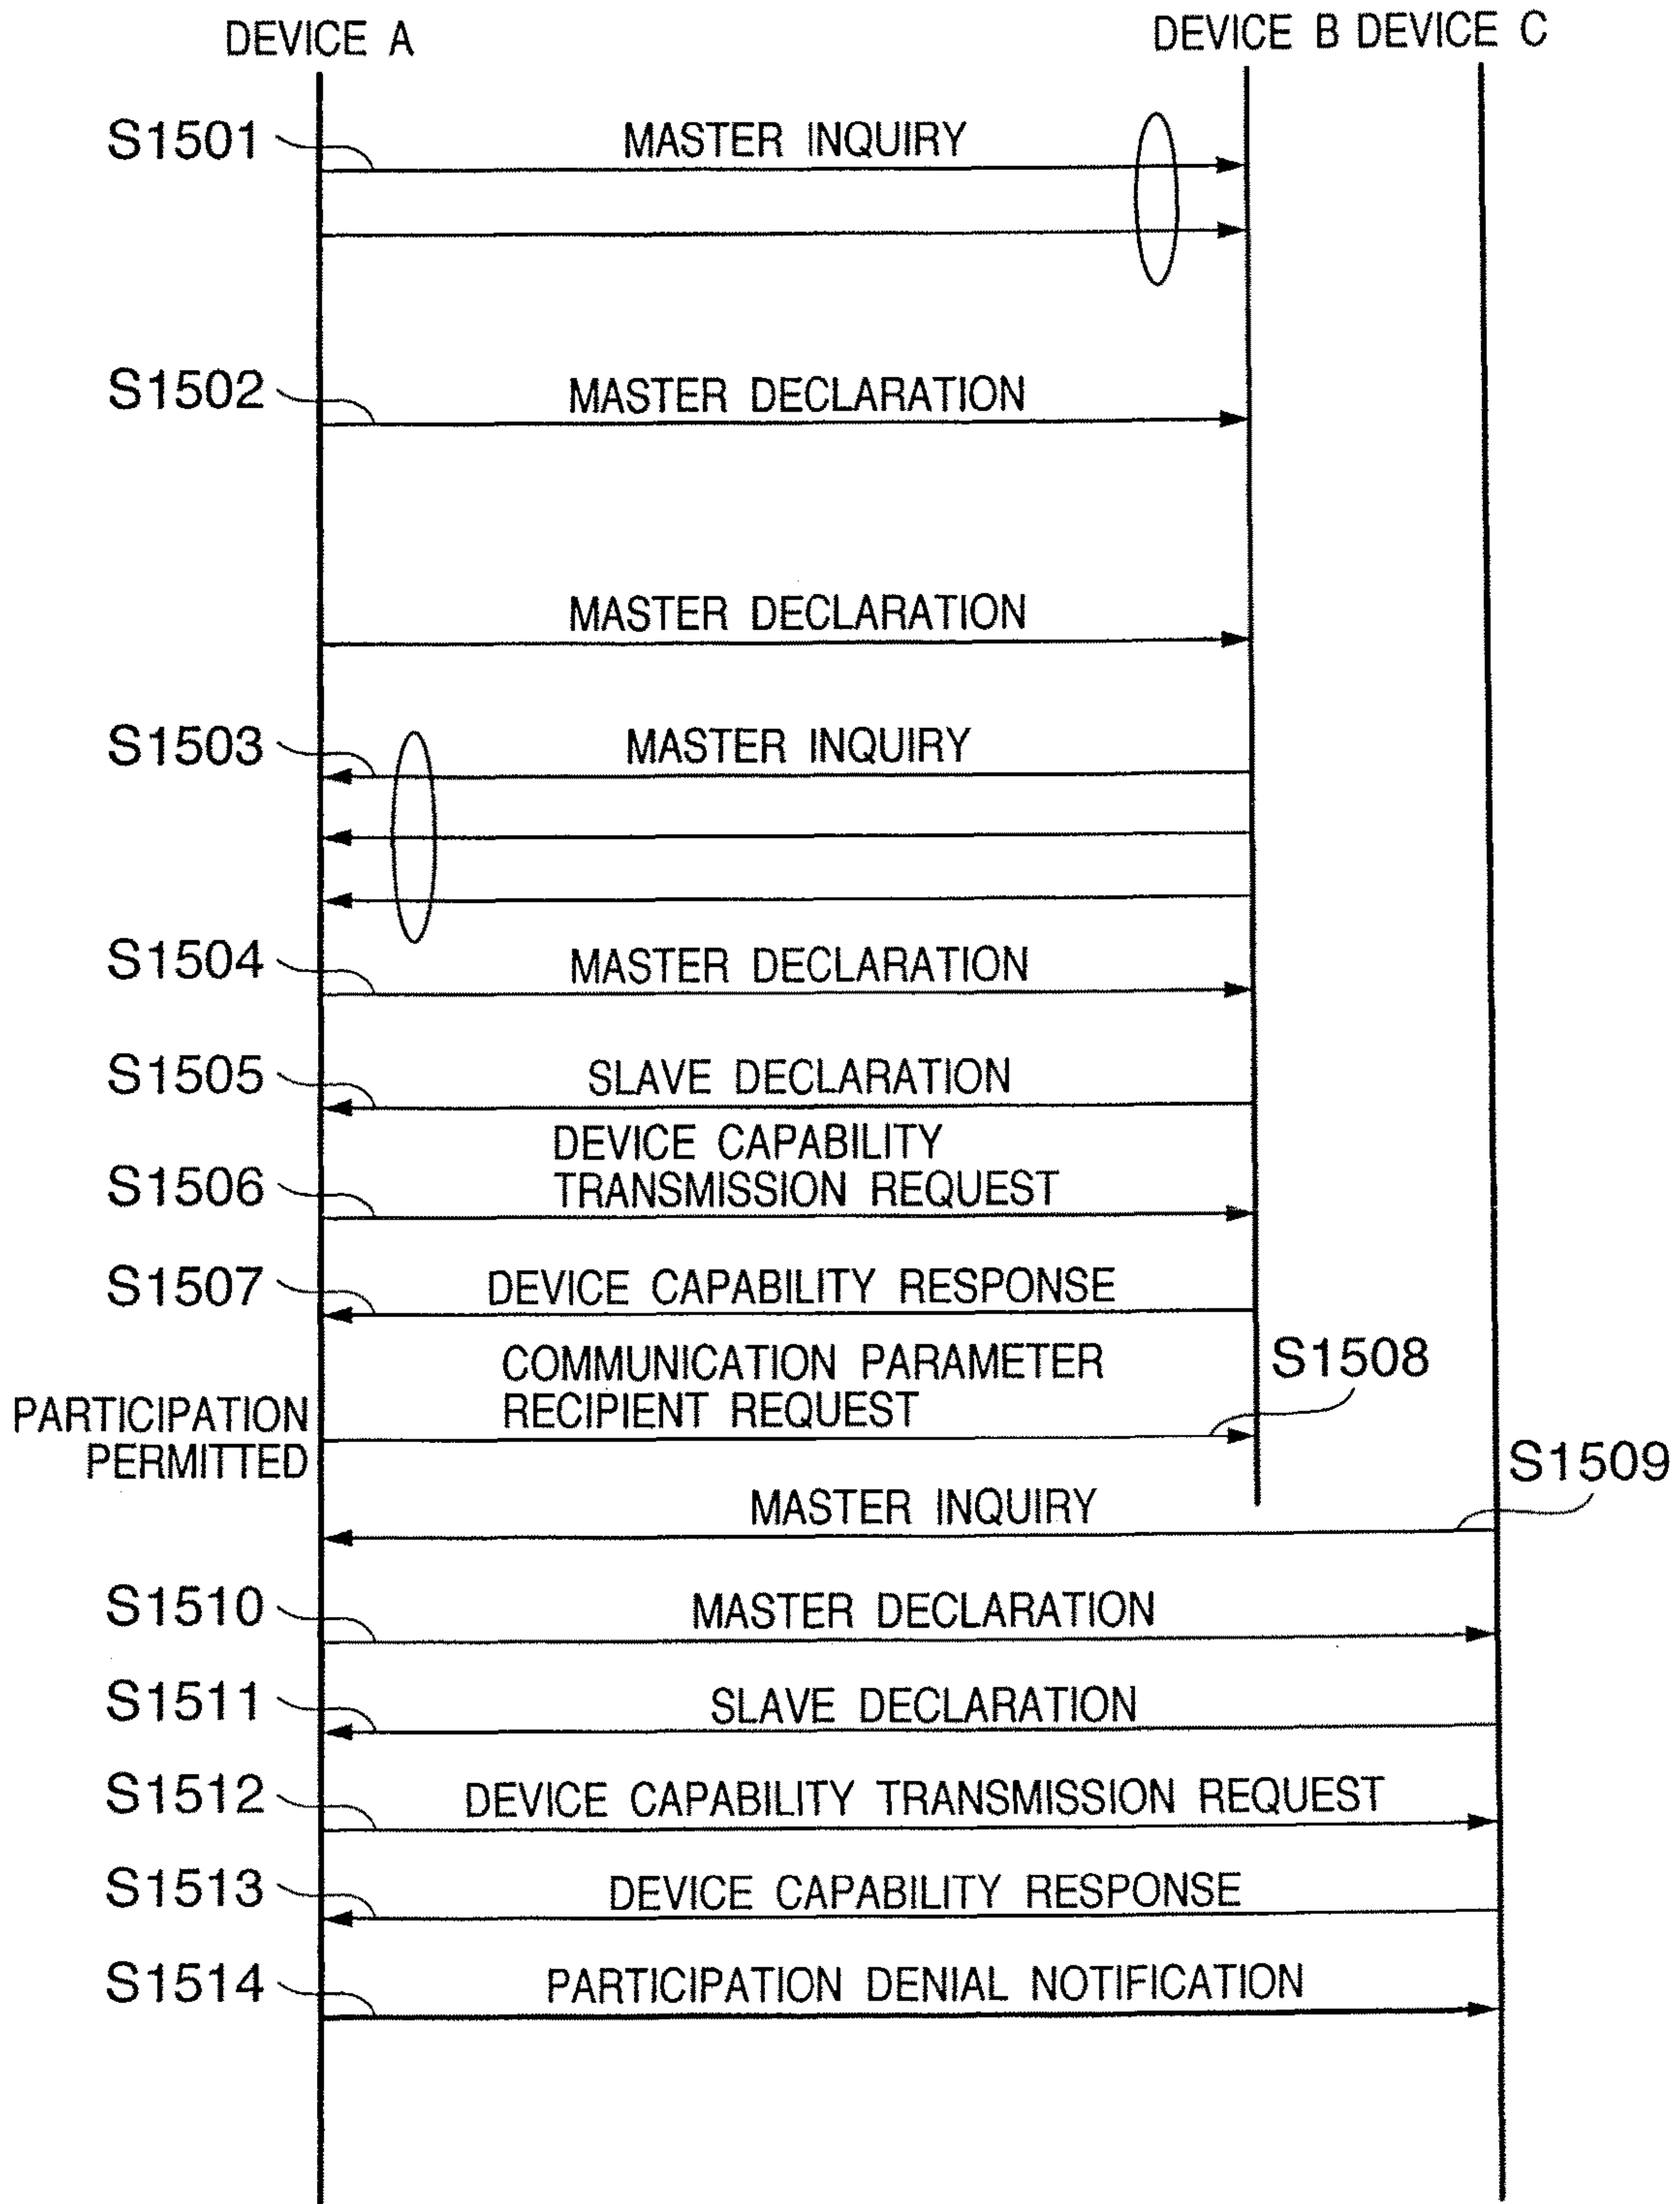 DEVICE A
DEVICE B
DEVICE C
S1501
MASTER INQUIRY
S1502
MASTER DECLARATION
MASTER DECLARATION
S1503
MASTER INQUIRY
S1504
MASTER DECLARATION
S1505
SLAVE DECLARATION
S1506
DEVICE CAPABILITY
TRANSMISSION REQUEST
S1507
DEVICE CAPABILITY RESPONSE
PARTICIPATION
PERMITTED
COMMUNICATION PARAMETER
RECIPIENT REQUEST
S1508
MASTER INQUIRY
S1509
S1510
MASTER DECLARATION
S1511
SLAVE DECLARATION
S1512
DEVICE CAPABILITY TRANSMISSION REQUEST
S1513
DEVICE CAPABILITY RESPONSE
S1514
PARTICIPATION DENIAL NOTIFICATION